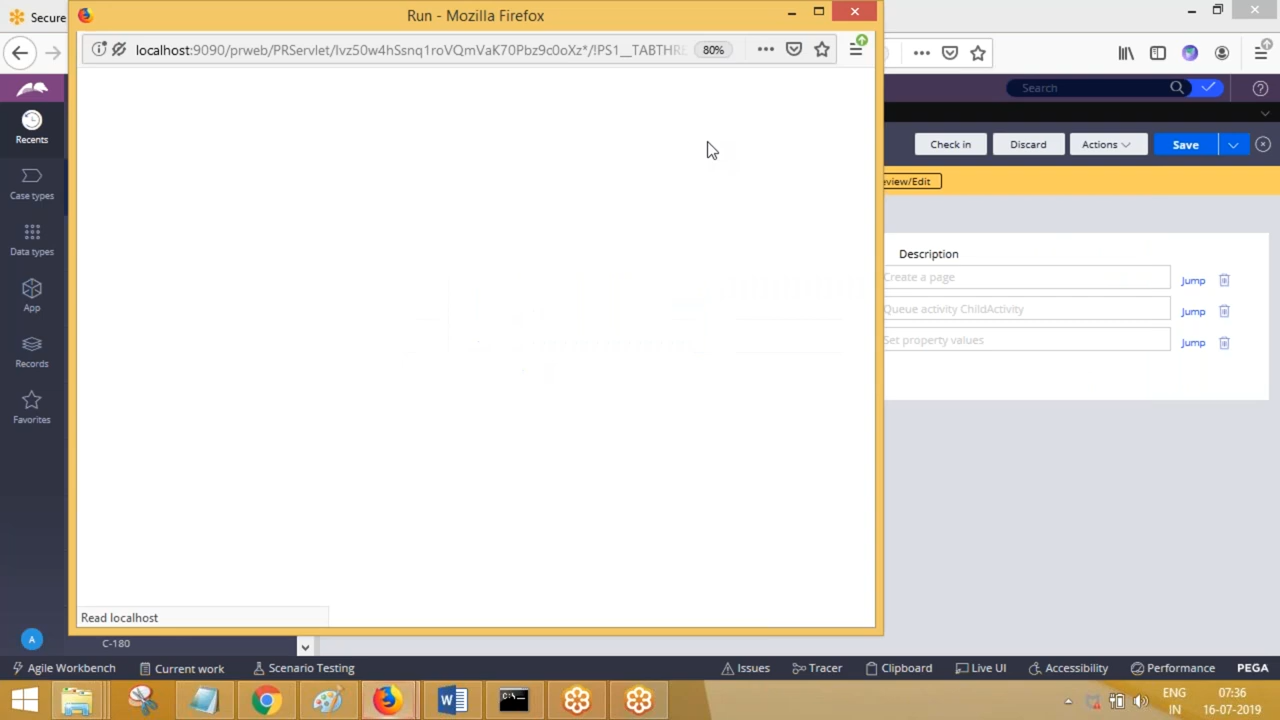 Secure
Run - Mozilla Firefox
localhost:9090/prweb/PRServlet/Ivz50w4hSsnq1roVQmVaK70Pbz9c0oXz*/!PS1__TABTHRE
80%
Search
Recents
Check in
Discard
Actions
Save
eview/Edit
Case types
Data types
Description
Create a page
Jump
App
Queue activity ChildActivity
Jump
Set property values
Jump
Records
Favorites
Read localhost
A
C-180
Agile Workbench
Current work
Scenario Testing
Issues
Tracer
Clipboard
Live UI
Accessibility
Performance
PEGA
ENG
IN
07:36
16-07-2019